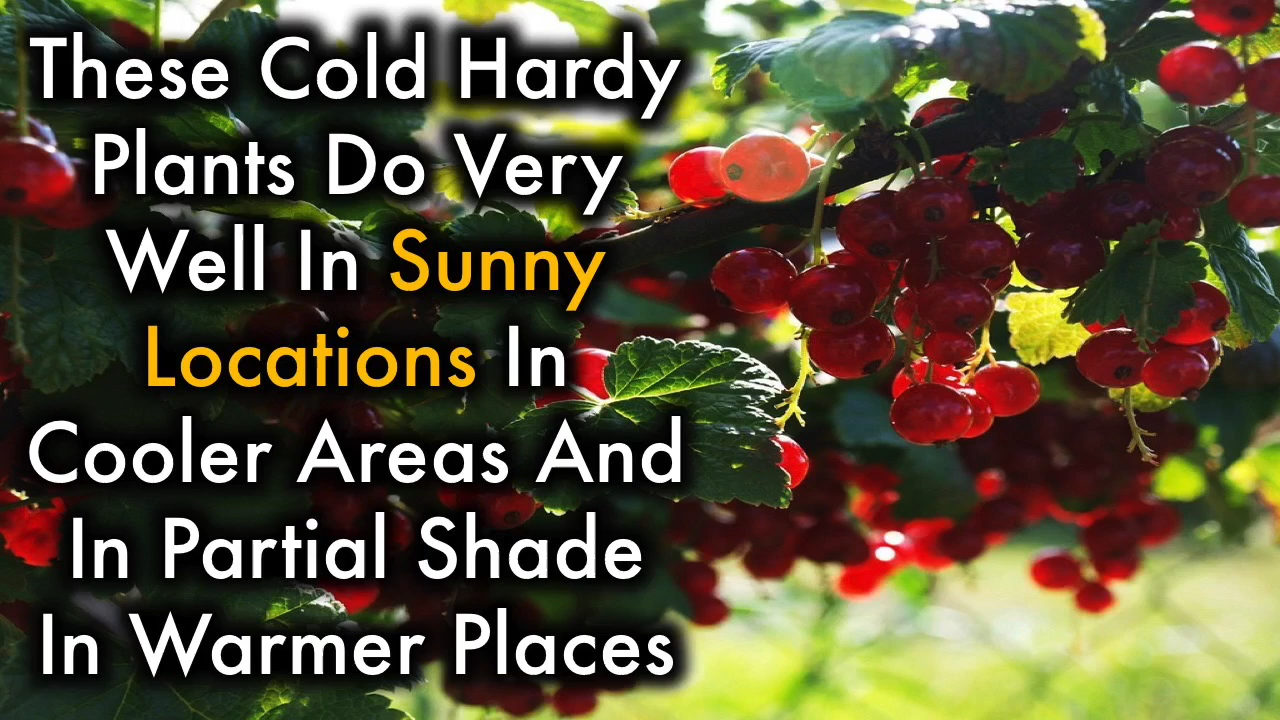 These Cold Hardy
Plants Do Very
Well In Sunny
Locations In
Cooler Areas And
In Partial Shade
In Warmer Places